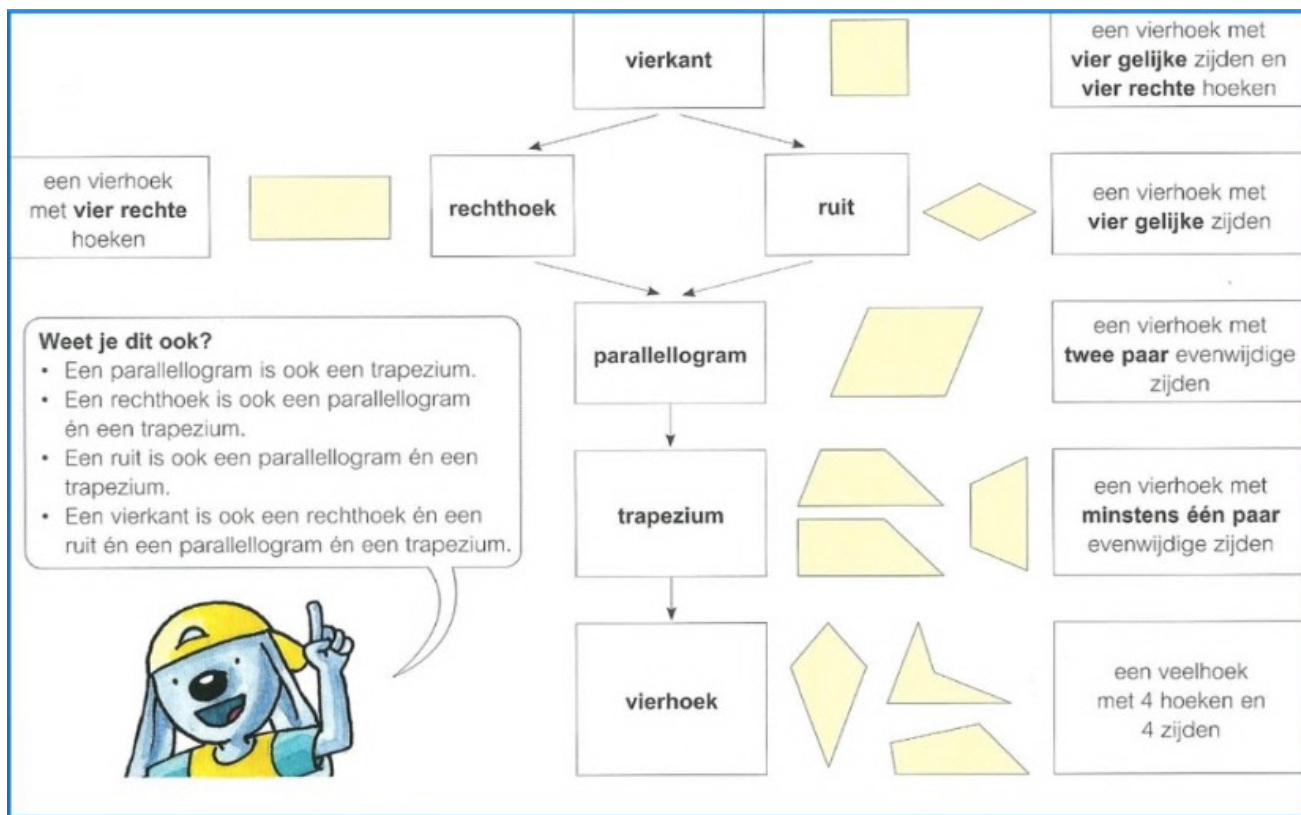 vierkant
een vierhoek met
vier gelijke zijden en
vier rechte hoeken
een vierhoek
met vier rechte
hoeken
rechthoek
ruit
een vierhoek met
vier gelijke zijden
Weet je dit ook?
• Een parallellogram is ook een trapezium.
• Een rechthoek is ook een parallellogram
én een trapezium.
• Een ruit is ook een parallellogram én een
trapezium.
• Een vierkant is ook een rechthoek én een
ruit én een parallellogram én een trapezium.
parallellogram
een vierhoek met
twee paar evenwijdige
zijden
trapezium
een vierhoek met
minstens één paar
evenwijdige zijden
vierhoek
een veelhoek
met 4 hoeken en
4 zijden